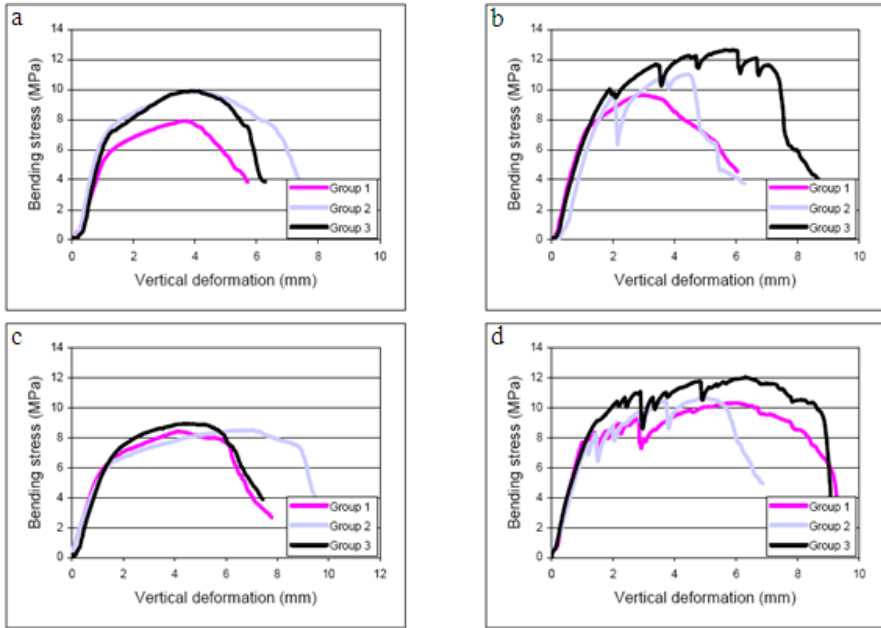 a
Bending stress (MPa)
14
12
10
8
6
4
2
0
0 2 4 6 8 10
Vertical deformation (mm)
Group 1
Group 2
Group 3
b
Bending stress (MPa)
14
12
10
8
6
4
2
0
0 2 4 6 8 10
Vertical deformation (mm)
Group 1
Group 2
Group 3
c
Bending stress (MPa)
14
12
10
8
6
4
2
0
0 2 4 6 8 10 12
Vertical deformation (mm)
Group 1
Group 2
Group 3
d
Bending stress (MPa)
14
12
10
8
6
4
2
0
0 2 4 6 8 10
Vertical deformation (mm)
Group 1
Group 2
Group 3